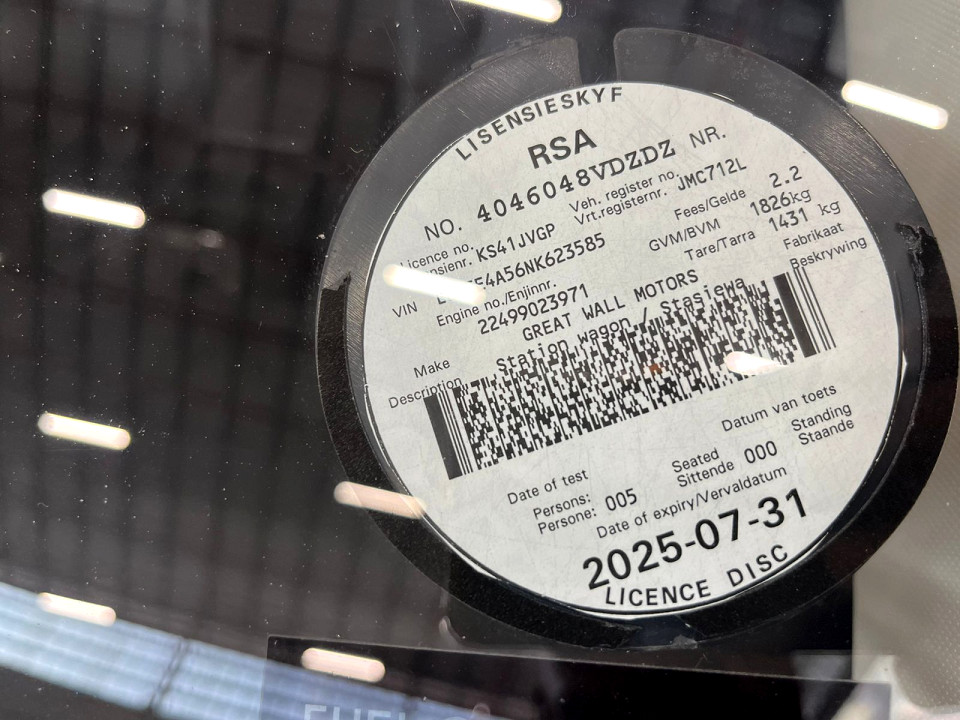 LISENSIESKYF
RSA
NO. 4046048VDZDZ NR.
Licence no. KS41JVGP Veh. register no. JMC712L
Vrt.registernr.
VIN Fees/Gelde 2.2
Engine no./Enjinnr. GVM/BVM 1826kg
22499023971 Tare/Tarra 1431 kg
Make GREAT WALL MOTORS Fabrikaat
Description Station wagon / Stasiewa Beskrywing
Date of test Datum van toets
Persons: 005 Seated 000 Standing
Persone: Sittende Staande
Date of expiry/Vervaldatum
2025-07-31
LICENCE DISC